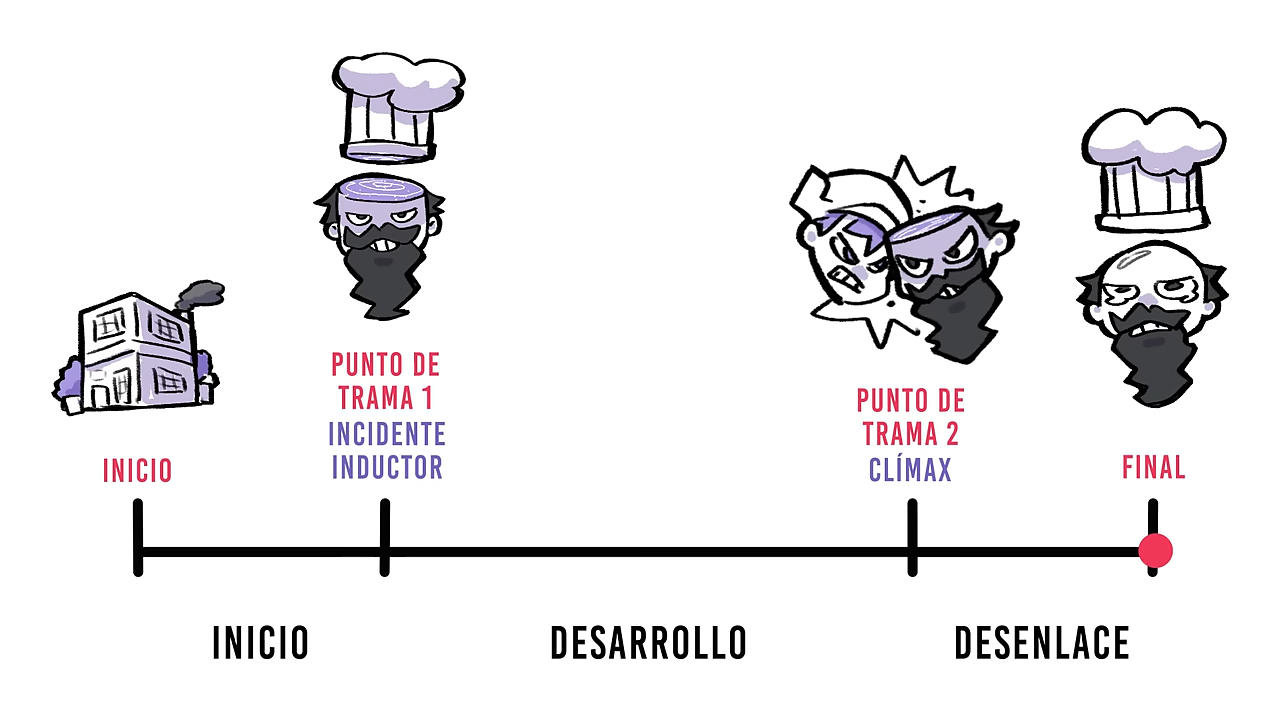 INICIO
PUNTO DE
TRAMA 1
INCIDENTE
INDUCTOR
PUNTO DE
TRAMA 2
CLÍMAX
FINAL
INICIO
DESARROLLO
DESENLACE